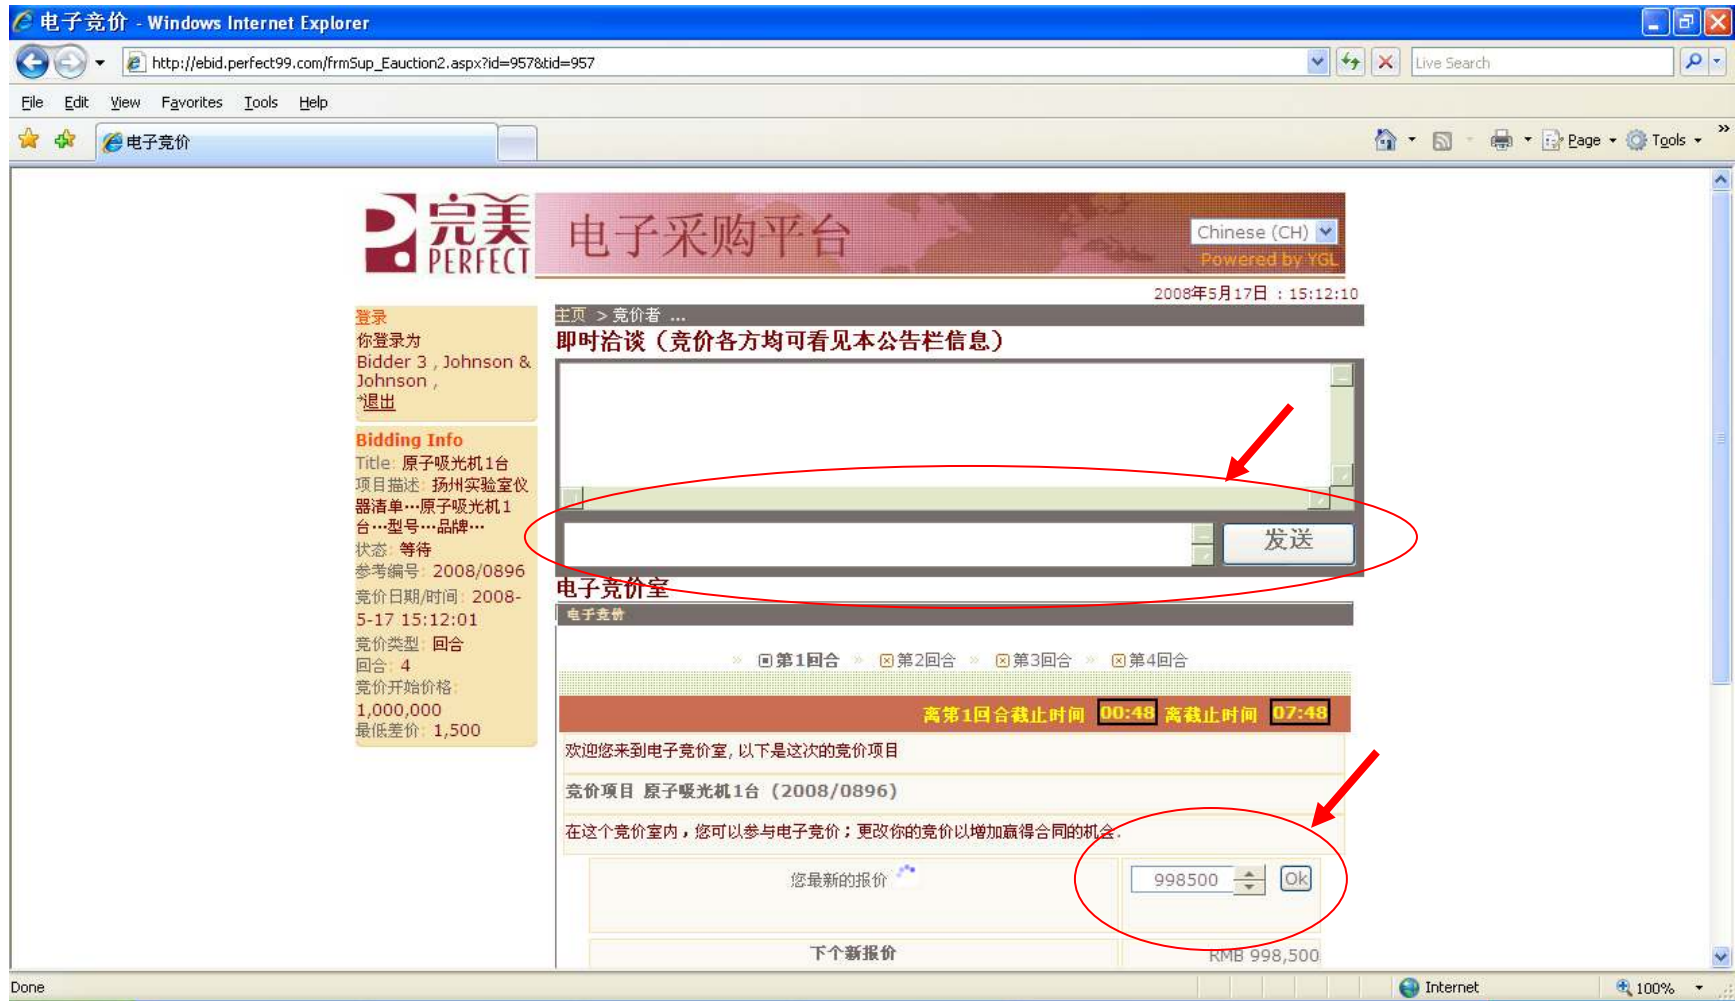 电子竞价 - Windows Internet Explorer
http://ebid.perfect99.com/frmSup_Eauction2.aspx?id=957&tid=957
Live Search
File Edit View Favorites Tools Help
电子竞价
Page Tools »
完美
PERFECT
电子采购平台
Chinese (CH)
Powered by YGL
2008年5月17日 : 15:12:10
登录
你登录为
Bidder 3 , Johnson &
Johnson ,
退出
Bidding Info
Title: 原子吸光机1台
项目描述: 扬州实验室仪
器清单…原子吸光机1
台…型号…品牌…
状态: 等待
参考编号: 2008/0896
竞价日期/时间: 2008-
5-17 15:12:01
竞价类型: 回合
回合: 4
竞价开始价格:
1,000,000
最低差价: 1,500
主页 > 竞价者 ...
即时洽谈（竞价各方均可看见本公告栏信息）
发送
电子竞价室
电子竞价
» 第1回合 » 第2回合 » 第3回合 » 第4回合
离第1回合截止时间 00:48 离截止时间 07:48
欢迎您来到电子竞价室, 以下是这次的竞价项目
竞价项目 原子吸光机1台 (2008/0896)
在这个竞价室内，您可以参与电子竞价；更改你的竞价以增加赢得合同的机会.
您最新的报价 998500 Ok
下个新报价 RMB 998,500
Done Internet 100%